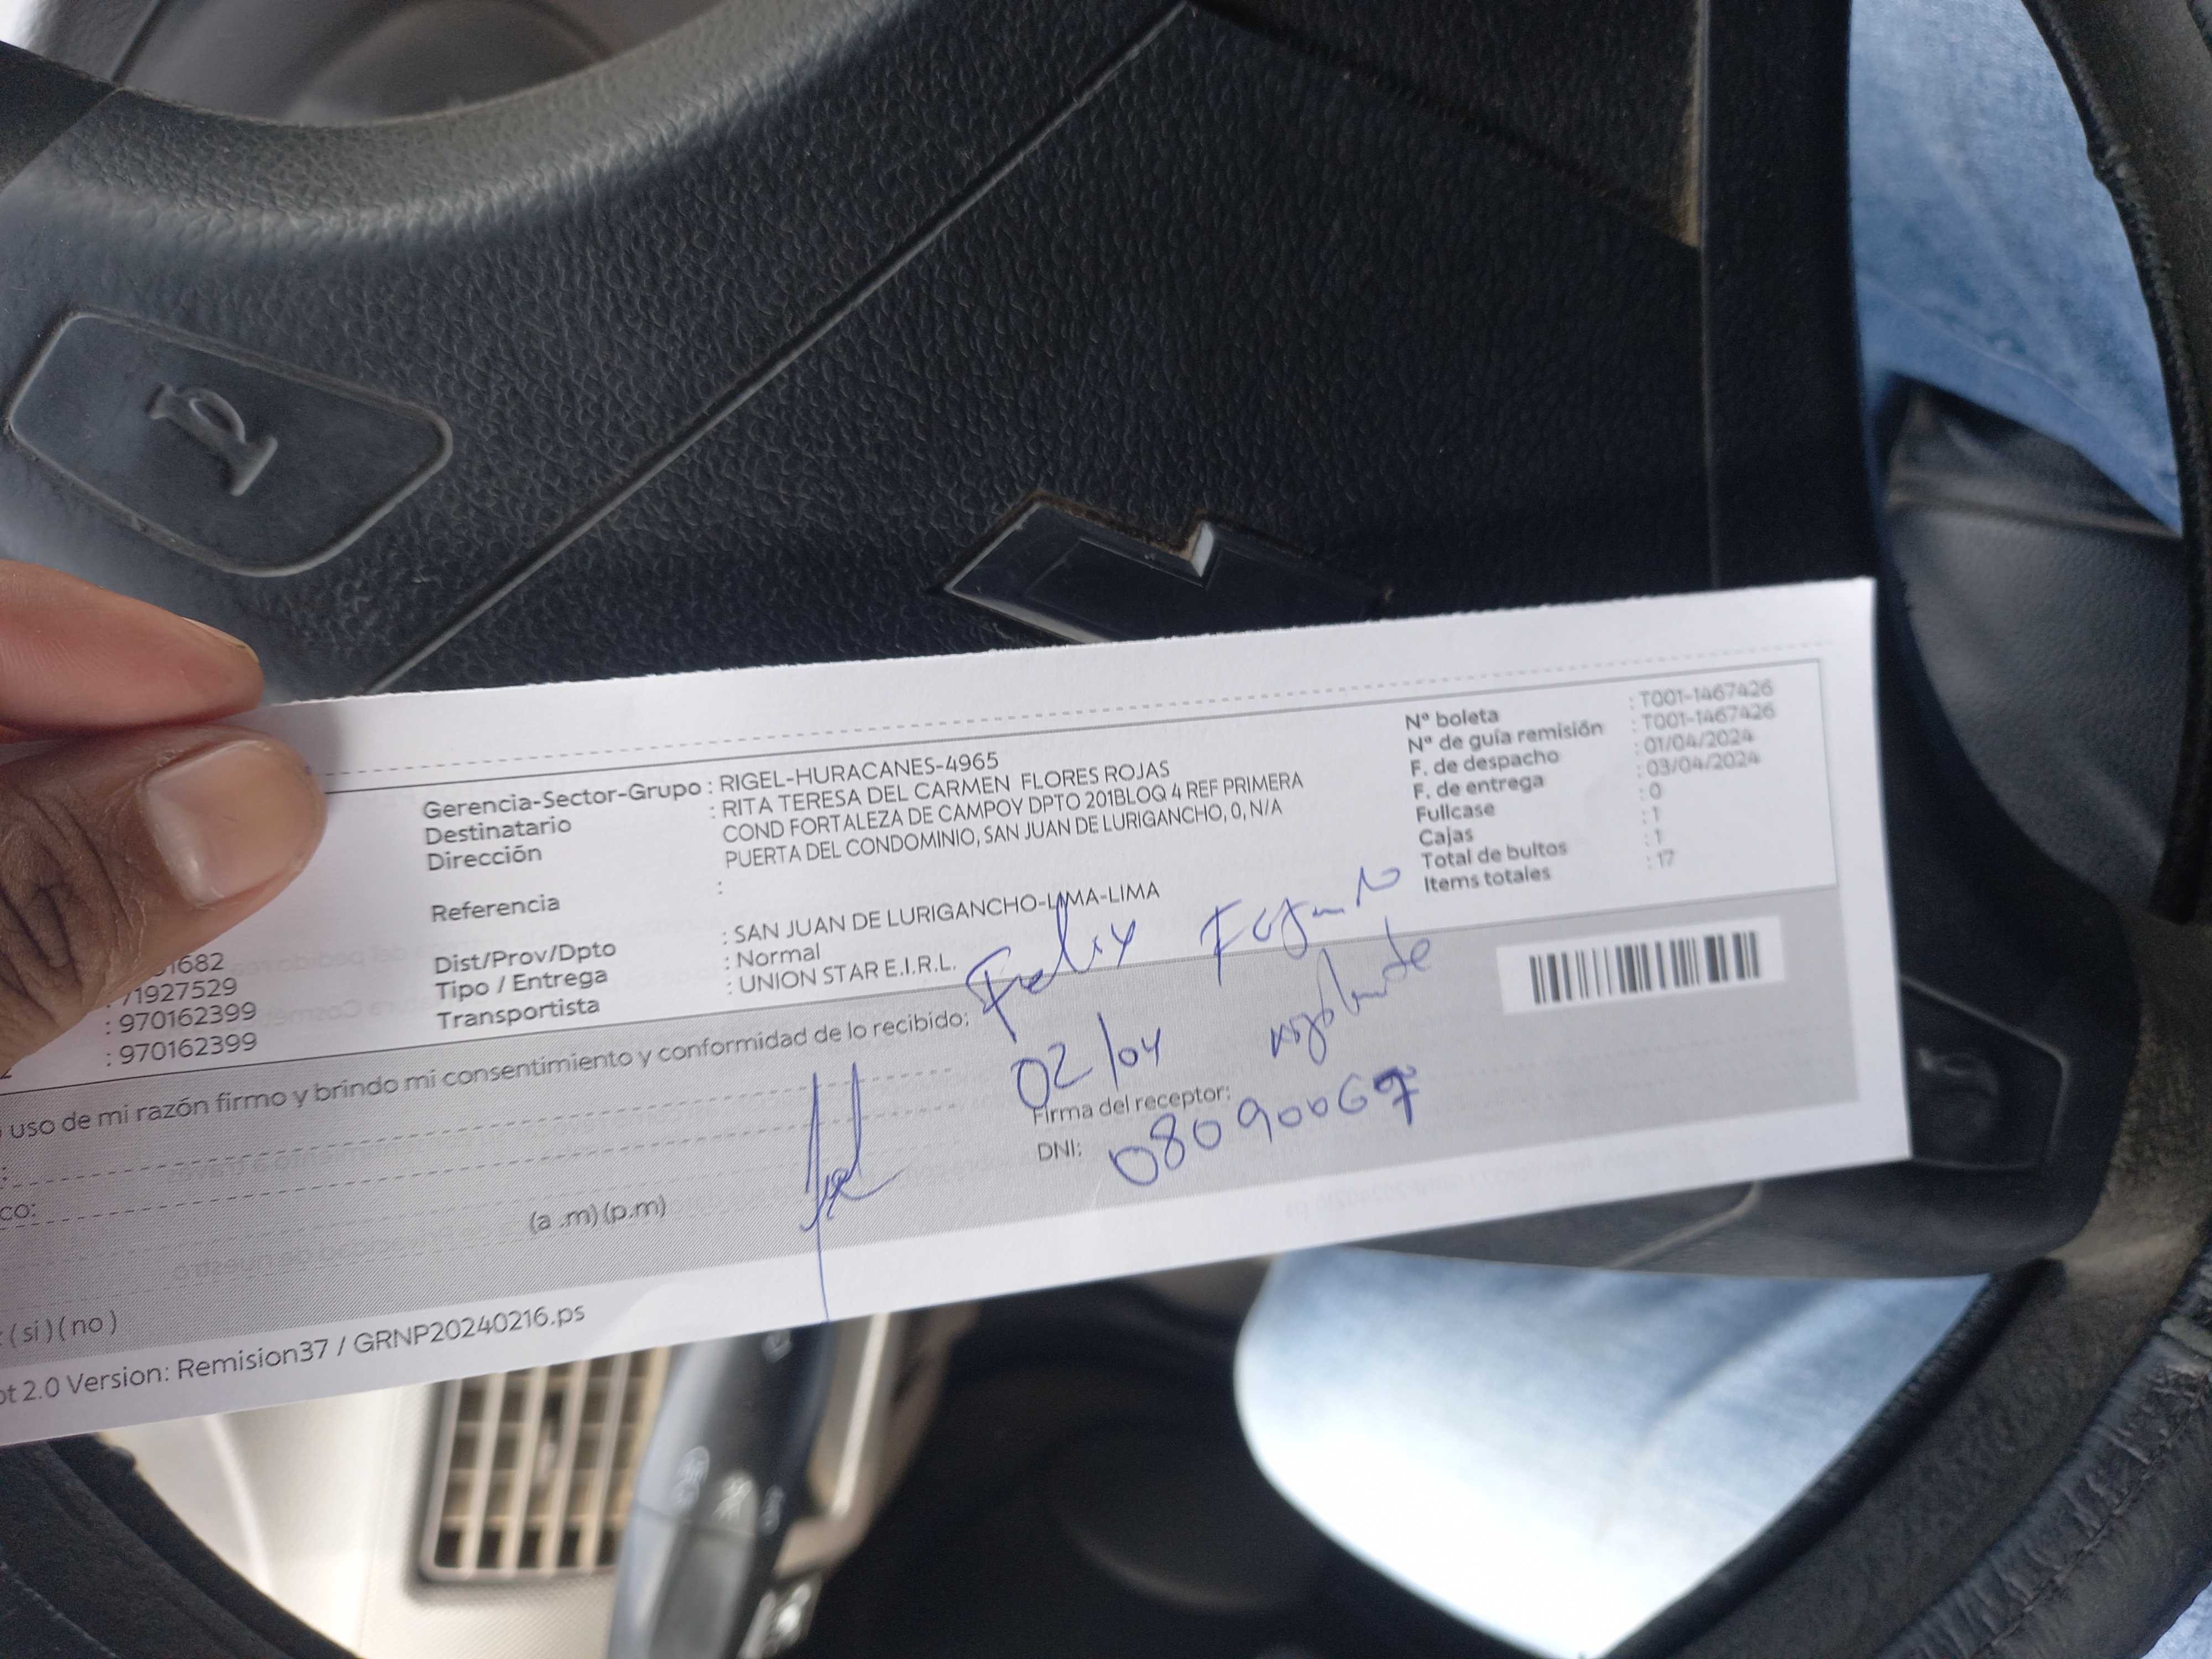 Gerencia-Sector-Grupo : RIGEL-HURACANES-4965
Destinatario : RITA TERESA DEL CARMEN FLORES ROJAS
Dirección COND FORTALEZA DE CAMPOY DPTO 201BLOQ 4 REF PRIMERA
PUERTA DEL CONDOMINIO, SAN JUAN DE LURIGANCHO, 0, N/A
Referencia :
Dist/Prov/Dpto : SAN JUAN DE LURIGANCHO-LIMA-LIMA
Tipo / Entrega : Normal
Transportista : UNION STAR E.I.R.L.
Nº boleta : T001-1467426
Nº de guía remisión : T001-1467426
F. de despacho : 01/04/2024
F. de entrega : 03/04/2024
Fullcase : 0
Cajas : 1
Total de bultos : 1
Items totales : 17
1682
71927529
: 970162399
: 970162399
uso de mi razón firmo y brindo mi consentimiento y conformidad de lo recibido:
Felix
02/04
Firma del receptor:
DNI: 08090067
co:
(a .m) (p.m)
: ( si ) ( no )
ot 2.0 Version: Remision37 / GRNP20240216.ps